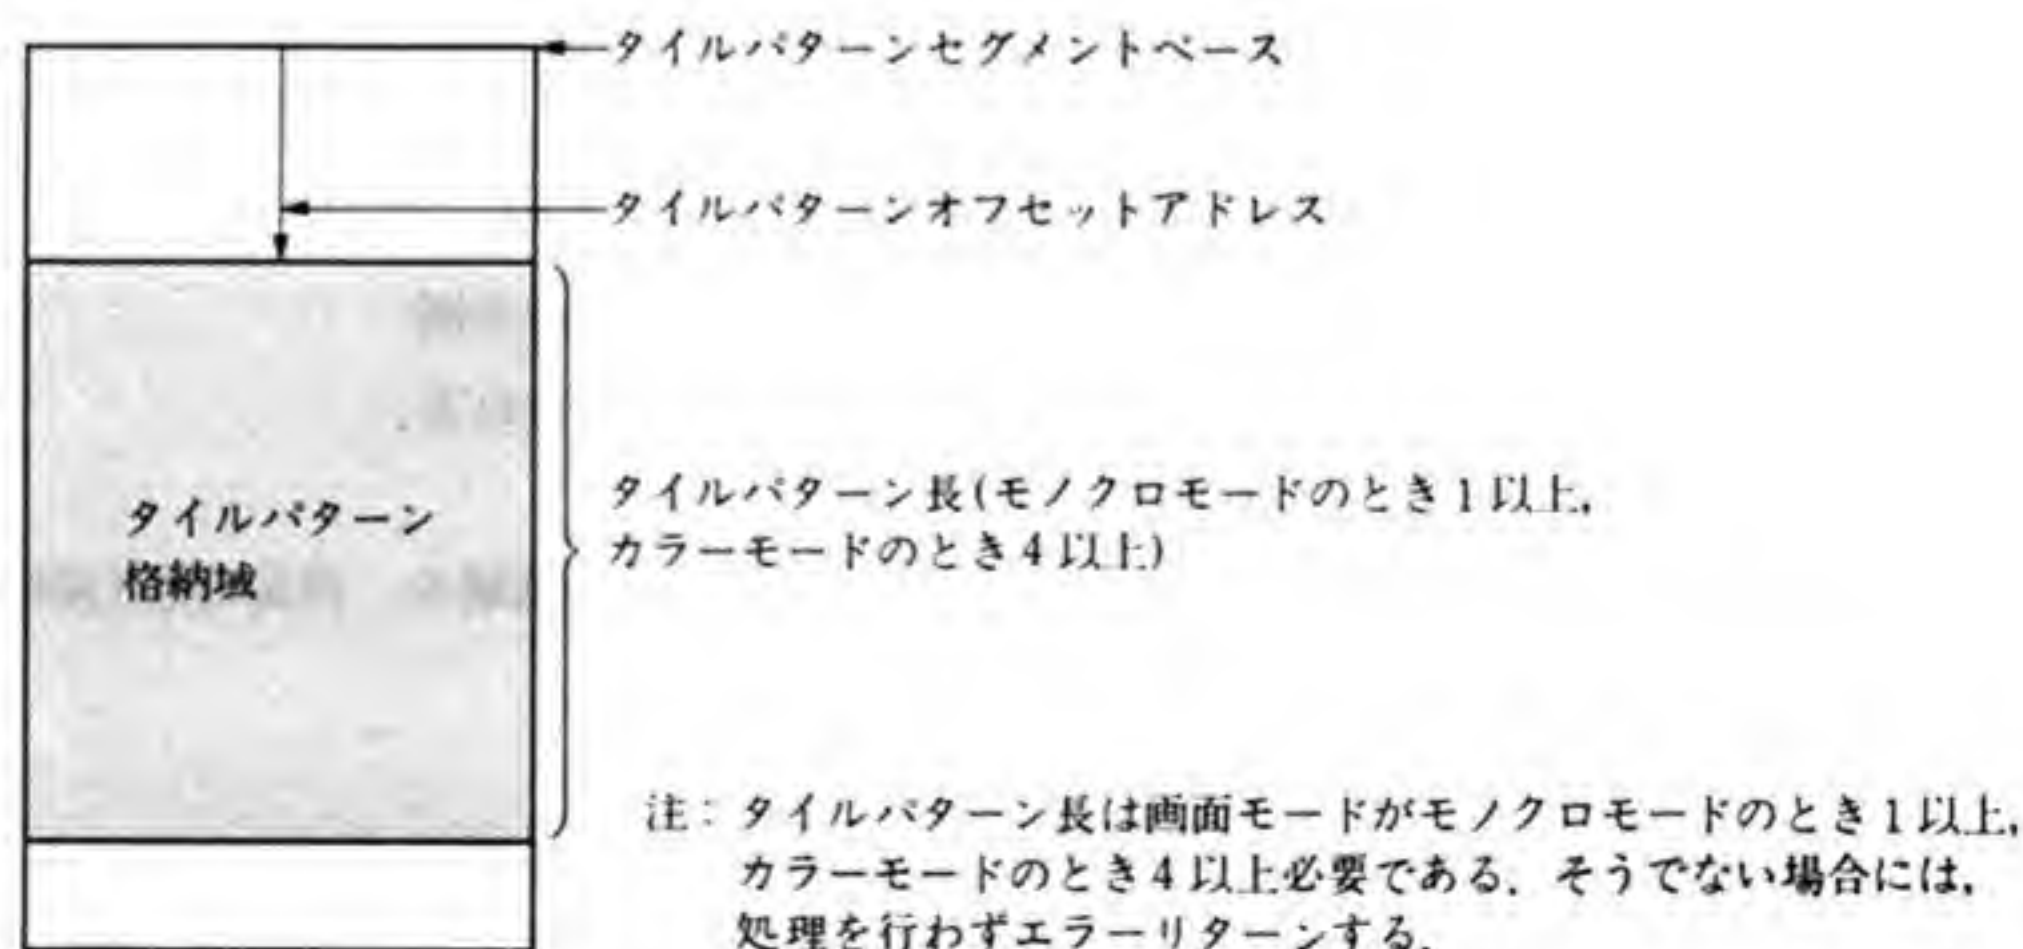 タイルパターンセグメントベース
タイルパターンオフセットアドレス
タイルパターン
格納域
タイルパターン長(モノクロモードのとき1以上,
カラーモードのとき4以上)
注:タイルパターン長は画面モードがモノクロモードのとき1以上,
カラーモードのとき4以上必要である.そうでない場合には,
処理を行わずエラーリターンする.